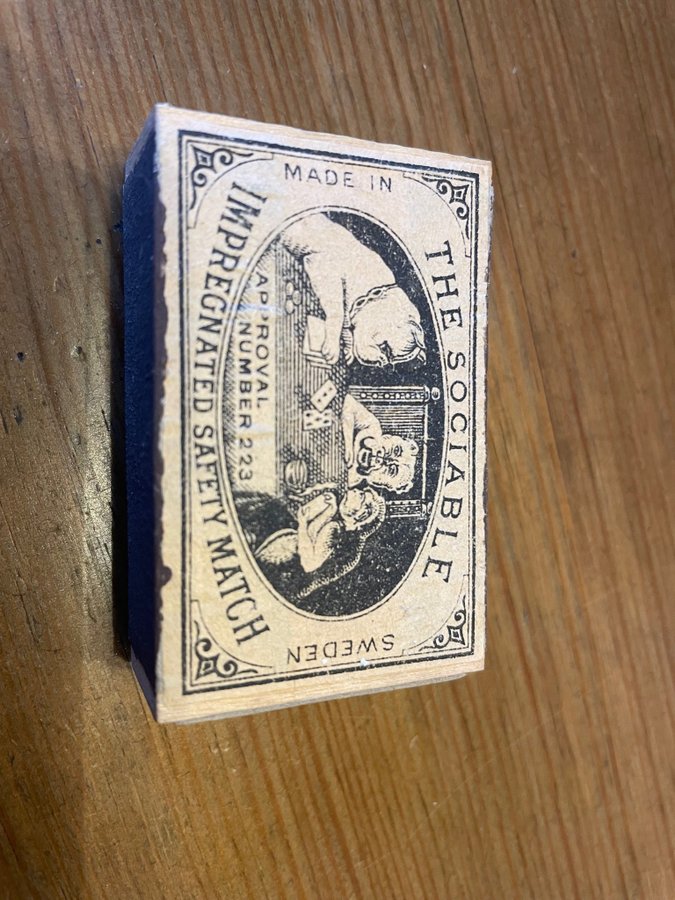 THE SOCIABLE
MADE IN
SWEDEN
APPROVAL
NUMBER 223
IMPREGNATED SAFETY MATCH